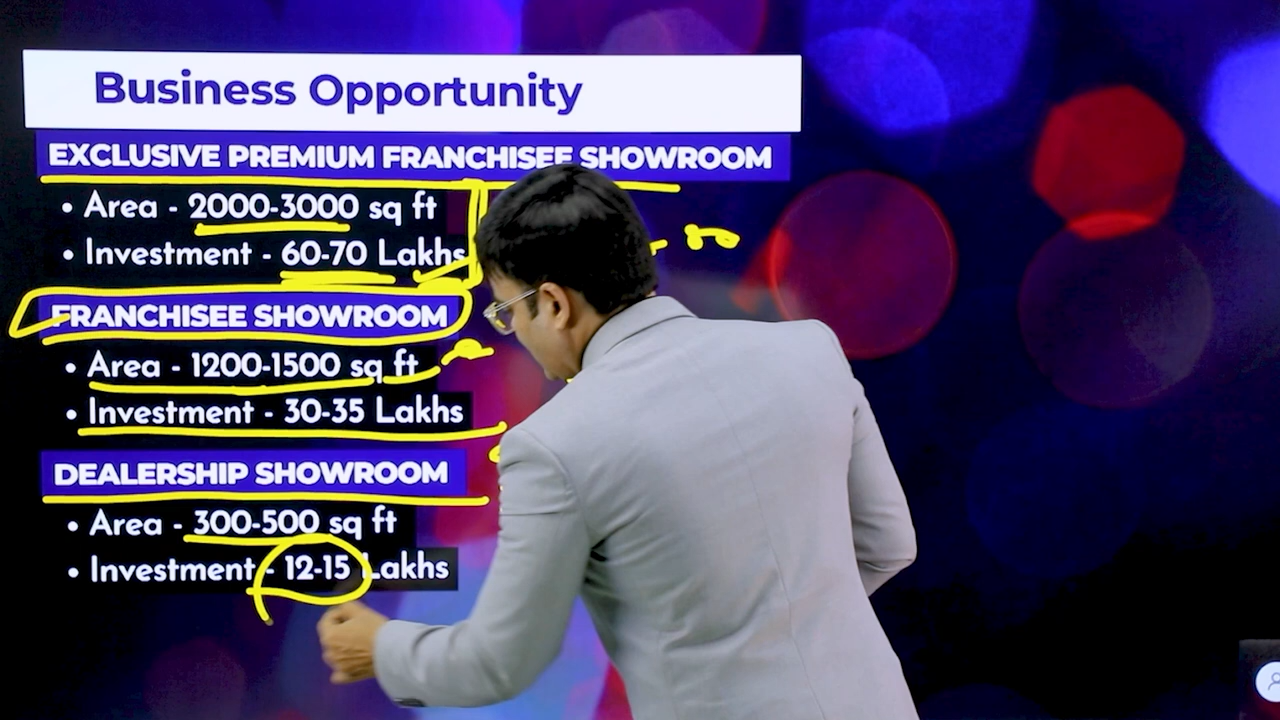 Business Opportunity
EXCLUSIVE PREMIUM FRANCHISEE SHOWROOM
• Area - 2000-3000 sq ft
• Investment - 60-70 Lakhs
FRANCHISEE SHOWROOM
• Area - 1200-1500 sq ft
• Investment - 30-35 Lakhs
DEALERSHIP SHOWROOM
• Area - 300-500 sq ft
• Investment - 12-15 Lakhs